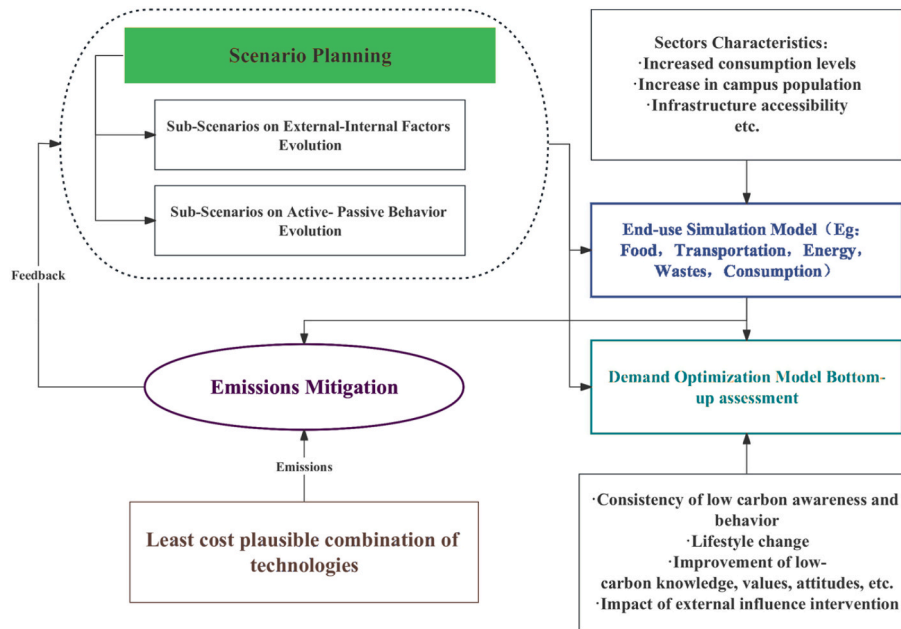 Scenario Planning
Sub-Scenarios on External-Internal Factors
Evolution
Sub-Scenarios on Active- Passive Behavior
Evolution
Sectors Characteristics：
·Increased consumption levels
·Increase in campus population
·Infrastructure accessibility
etc.
End-use Simulation Model（Eg：
Food，Transportation，Energy，
Wastes，Consumption）
Feedback
Emissions Mitigation
Demand Optimization Model Bottom-
up assessment
Emissions
Least cost plausible combination of
technologies
·Consistency of low carbon awareness and
behavior
·Lifestyle change
·Improvement of low-
carbon knowledge, values, attitudes, etc.
·Impact of external influence intervention